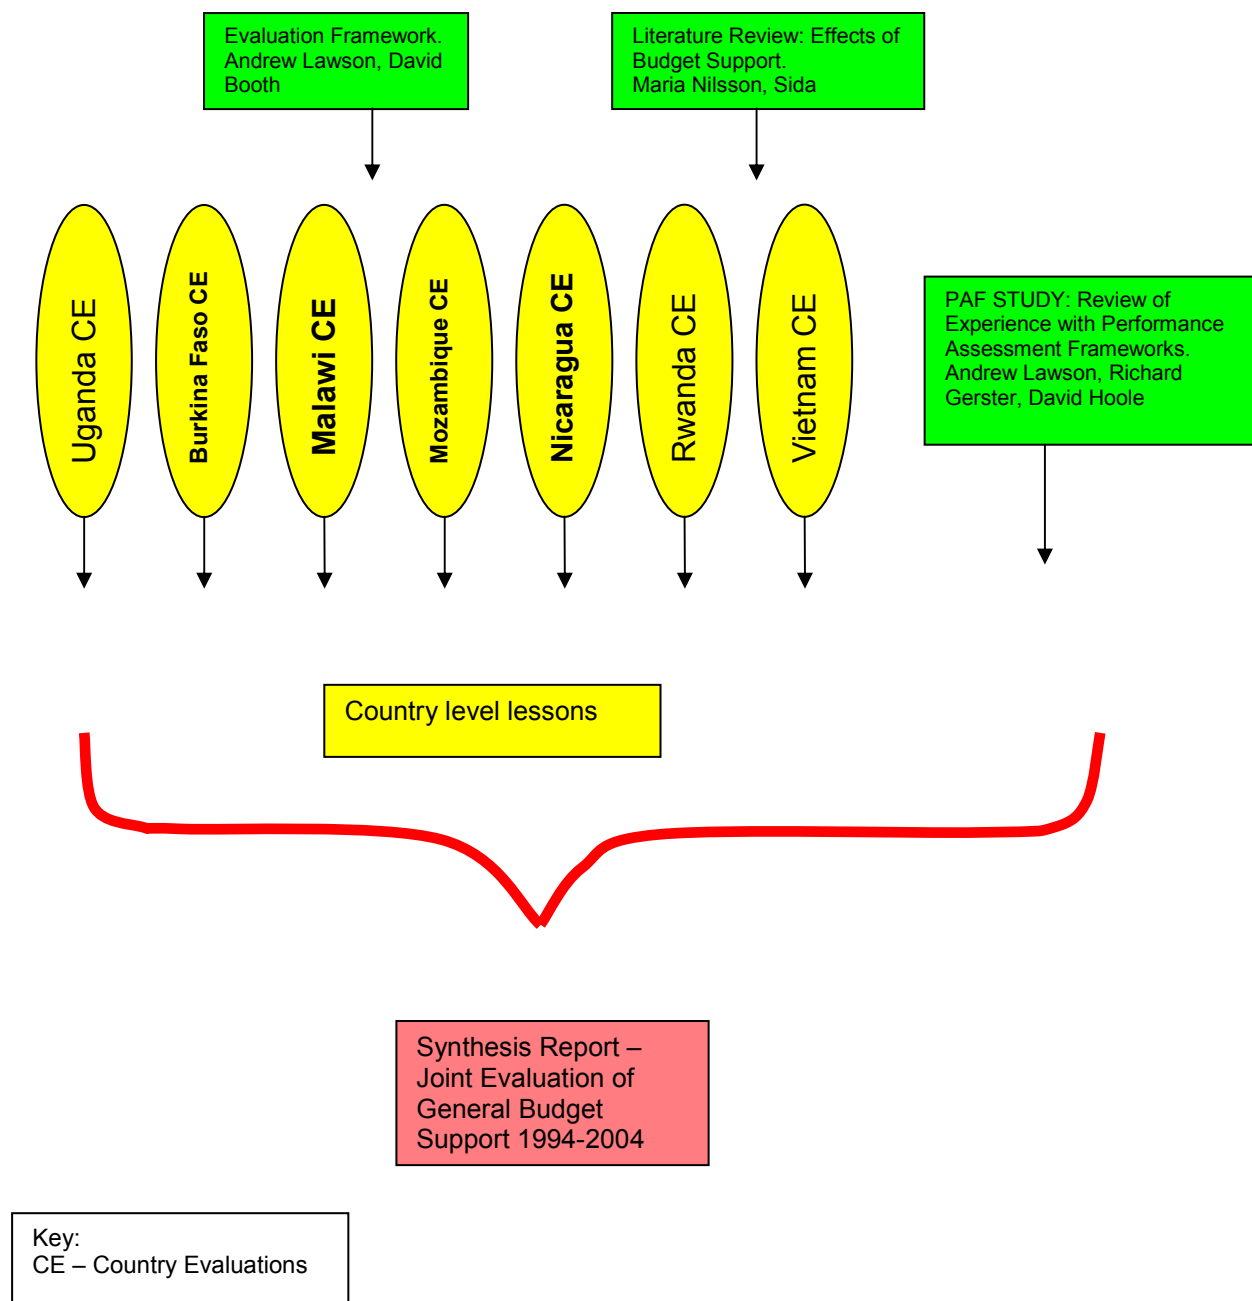 Evaluation Framework.
Andrew Lawson, David
Booth
Literature Review: Effects of
Budget Support.
Maria Nilsson, Sida
Uganda CE
Burkina Faso CE
Malawi CE
Mozambique CE
Nicaragua CE
Rwanda CE
Vietnam CE
PAF STUDY: Review of
Experience with Performance
Assessment Frameworks.
Andrew Lawson, Richard
Gerster, David Hoole
Country level lessons
Synthesis Report –
Joint Evaluation of
General Budget
Support 1994-2004
Key:
CE – Country Evaluations